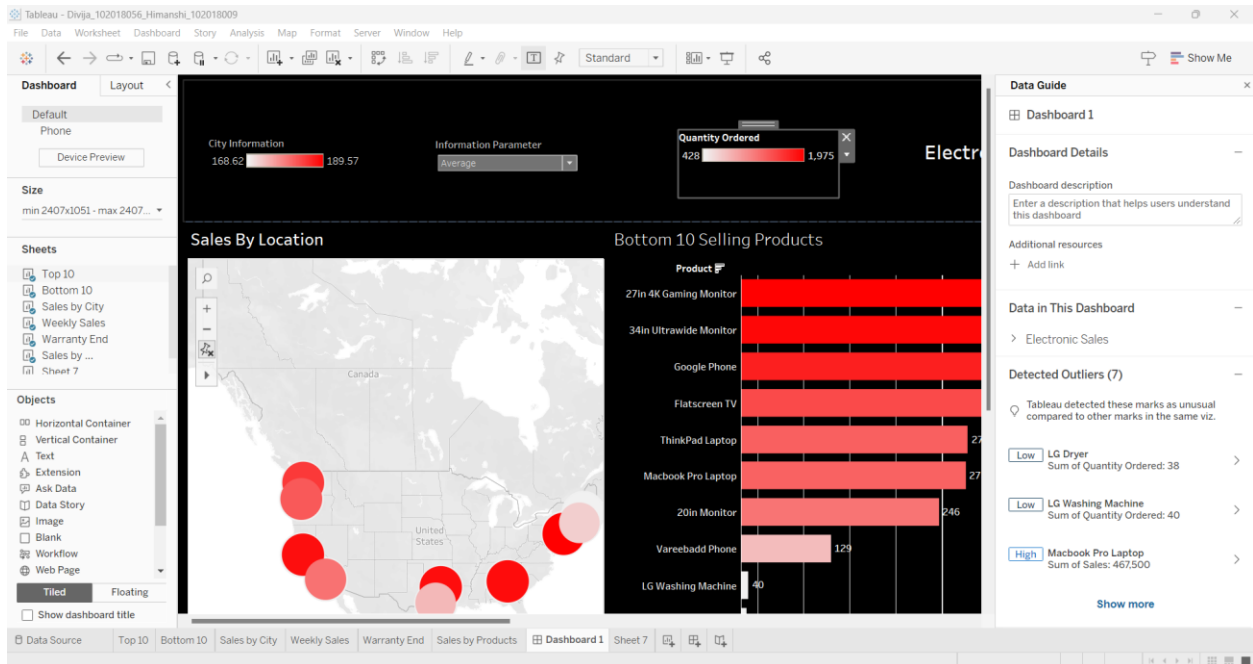 Tableau - Divija_102018056_Himanshi_102018009
File Data Worksheet Dashboard Story Analysis Map Format Server Window Help
Standard
Show Me
Dashboard Layout
Default
Phone
Device Preview
Size
min 2407x1051 - max 2407...
Sheets
Top 10
Bottom 10
Sales by City
Weekly Sales
Warranty End
Sales by ...
Sheet 7
Objects
Horizontal Container
Vertical Container
Text
Extension
Ask Data
Data Story
Image
Blank
Workflow
Web Page
Tiled Floating
Show dashboard title
City Information
168.62 189.57
Information Parameter
Average
Quantity Ordered
428 1,975
Electr
Sales By Location
Canada
United
States
Bottom 10 Selling Products
Product
27in 4K Gaming Monitor
34in Ultrawide Monitor
Google Phone
Flatscreen TV
ThinkPad Laptop 27
Macbook Pro Laptop 27
20in Monitor 246
Vareebadd Phone 129
LG Washing Machine 40
Data Guide
Dashboard 1
Dashboard Details
Dashboard description
Enter a description that helps users understand
this dashboard
Additional resources
Add link
Data in This Dashboard
Electronic Sales
Detected Outliers (7)
Tableau detected these marks as unusual
compared to other marks in the same viz.
Low LG Dryer
Sum of Quantity Ordered: 38
Low LG Washing Machine
Sum of Quantity Ordered: 40
High Macbook Pro Laptop
Sum of Sales: 467,500
Show more
Data Source Top 10 Bottom 10 Sales by City Weekly Sales Warranty End Sales by Products Dashboard 1 Sheet 7